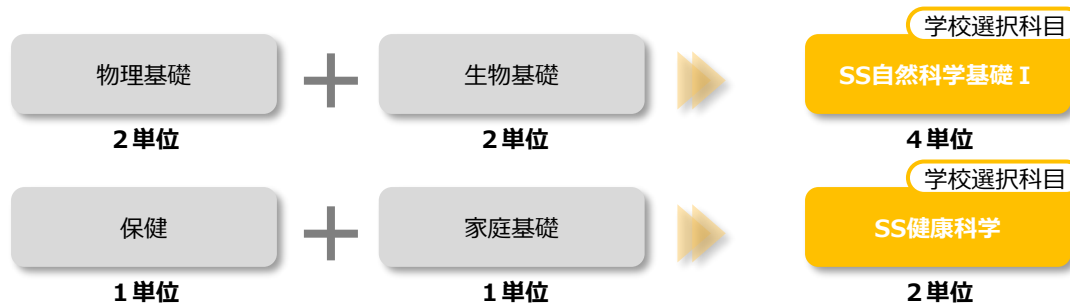 学校選択科目
物理基礎
生物基礎
SS自然科学基礎Ⅰ
2単位
2単位
4単位
学校選択科目
保健
家庭基礎
SS健康科学
1単位
1単位
2単位